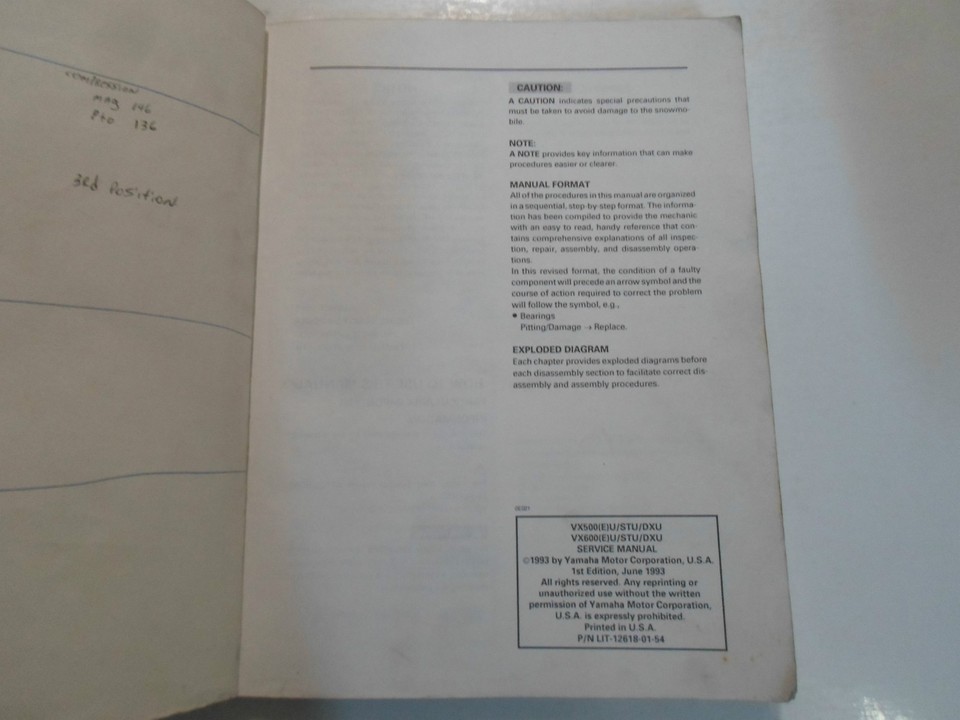 COMPRESSION
mag 146
Pto 136
3rd Position
CAUTION:
A CAUTION indicates special precautions that
must be taken to avoid damage to the snowmo-
bile.
NOTE:
A NOTE provides key information that can make
procedures easier or clearer.
MANUAL FORMAT
All of the procedures in this manual are organized
in a sequential, step-by-step format. The informa-
tion has been compiled to provide the mechanic
with an easy to read, handy reference that con-
tains comprehensive explanations of all inspec-
tion, repair, assembly, and disassembly opera-
tions.
In this revised format, the condition of a faulty
component will precede an arrow symbol and the
course of action required to correct the problem
will follow the symbol, e.g.,
• Bearings
Pitting/Damage → Replace.
EXPLODED DIAGRAM
Each chapter provides exploded diagrams before
each disassembly section to facilitate correct dis-
assembly and assembly procedures.
VX500(E)U/STU/DXU
VX600(E)U/STU/DXU
SERVICE MANUAL
©1993 by Yamaha Motor Corporation, U.S.A.
1st Edition, June 1993
All rights reserved. Any reprinting or
unauthorized use without the written
permission of Yamaha Motor Corporation,
U.S.A. is expressly prohibited.
Printed in U.S.A.
P/N LIT-12618-01-54